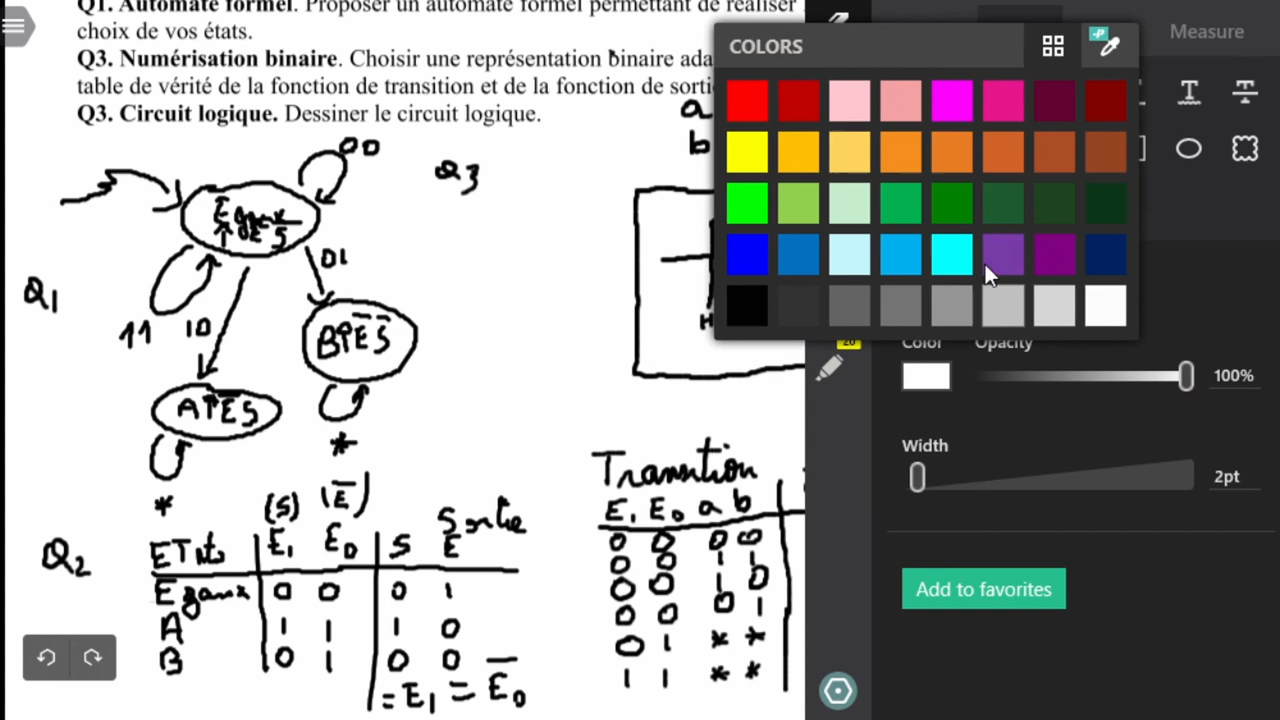 Q1. Automate formel. Proposer un automate formel permettant de réaliser
choix de vos états.
Q3. Numérisation binaire. Choisir une représentation binaire ada
table de vérité de la fonction de transition et de la fonction de sorti
Q3. Circuit logique. Dessiner le circuit logique.
COLORS
Measure
a
b
00
Q3
Egaux
ES
01
Q1
11 10
BPES
APES
*
*
Color Opacity
100%
Width
2pt
Add to favorites
20
(S) (E)
Sortie
Q2 ETats E1 E0 S E
Egaux 0 0 0 1
A 1 1 1 0
B 0 1 0 0
= E1 = E0
Transition
E1 E0 a b
0 0 0 0
0 0 1 1
0 0 1 0
0 0 0 1
0 1 * *
1 1 * *